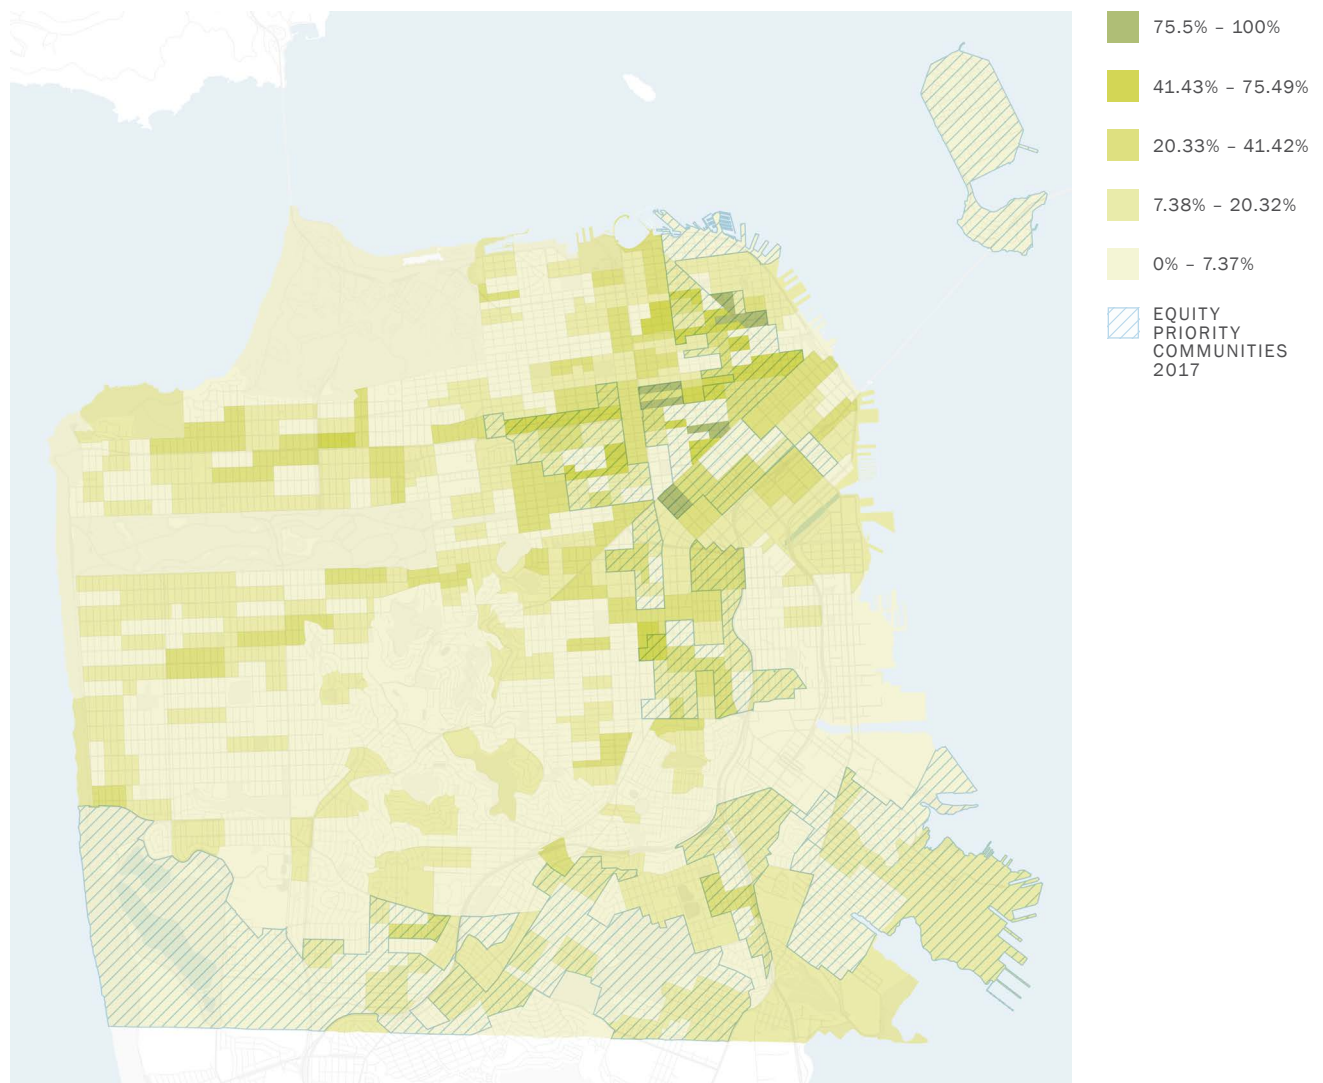 75.5% – 100%
41.43% – 75.49%
20.33% – 41.42%
7.38% – 20.32%
0% – 7.37%
EQUITY
PRIORITY
COMMUNITIES
2017